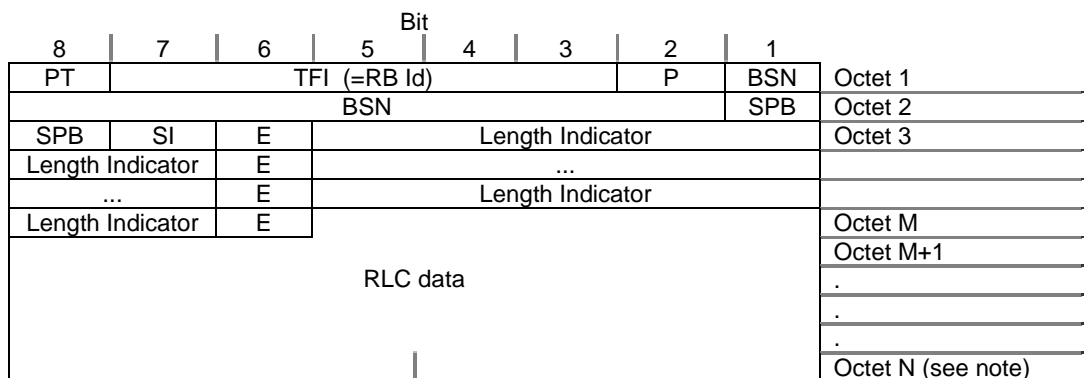 Bit
8 7 6 5 4 3 2 1
PT TFI (=RB Id) P BSN Octet 1
BSN SPB Octet 2
SPB SI E Length Indicator Octet 3
Length Indicator E ...
... E Length Indicator
Length Indicator E Octet M
Octet M+1
RLC data
.
.
.
Octet N (see note)